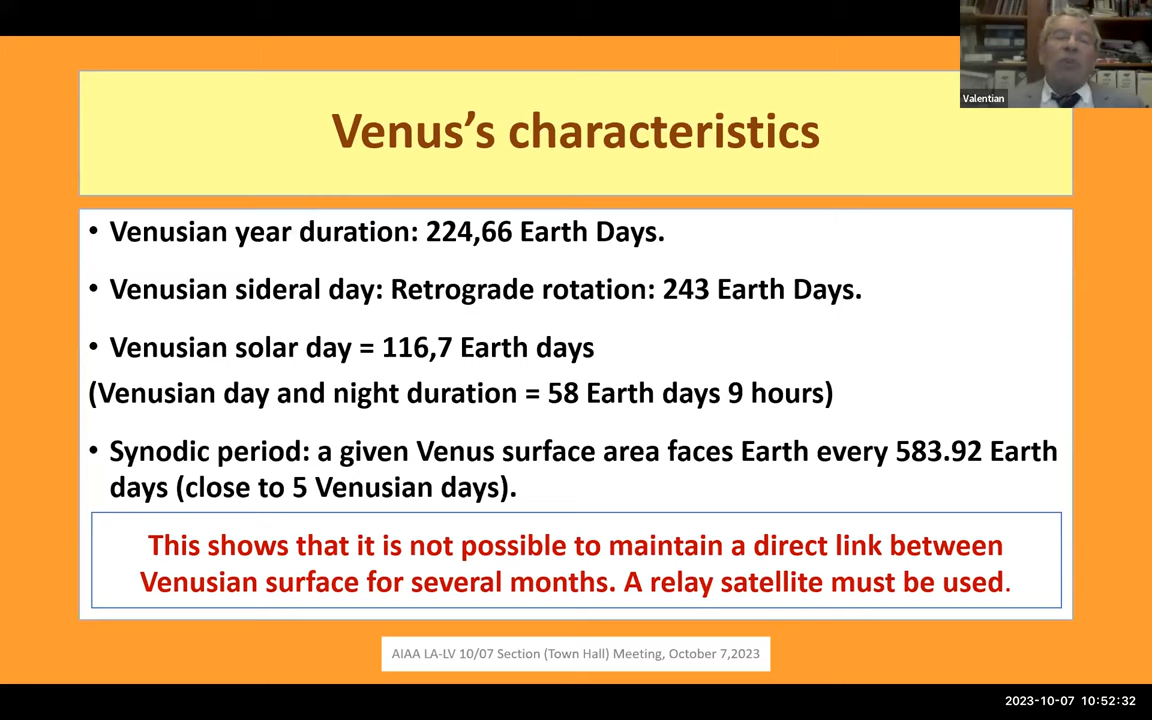 Valentian
Venus’s characteristics
• Venusian year duration: 224,66 Earth Days.
• Venusian sideral day: Retrograde rotation: 243 Earth Days.
• Venusian solar day = 116,7 Earth days
(Venusian day and night duration = 58 Earth days 9 hours)
• Synodic period: a given Venus surface area faces Earth every 583.92 Earth
days (close to 5 Venusian days).
This shows that it is not possible to maintain a direct link between
Venusian surface for several months. A relay satellite must be used.
AIAA LA-LV 10/07 Section (Town Hall) Meeting, October 7,2023
2023-10-07 10:52:32